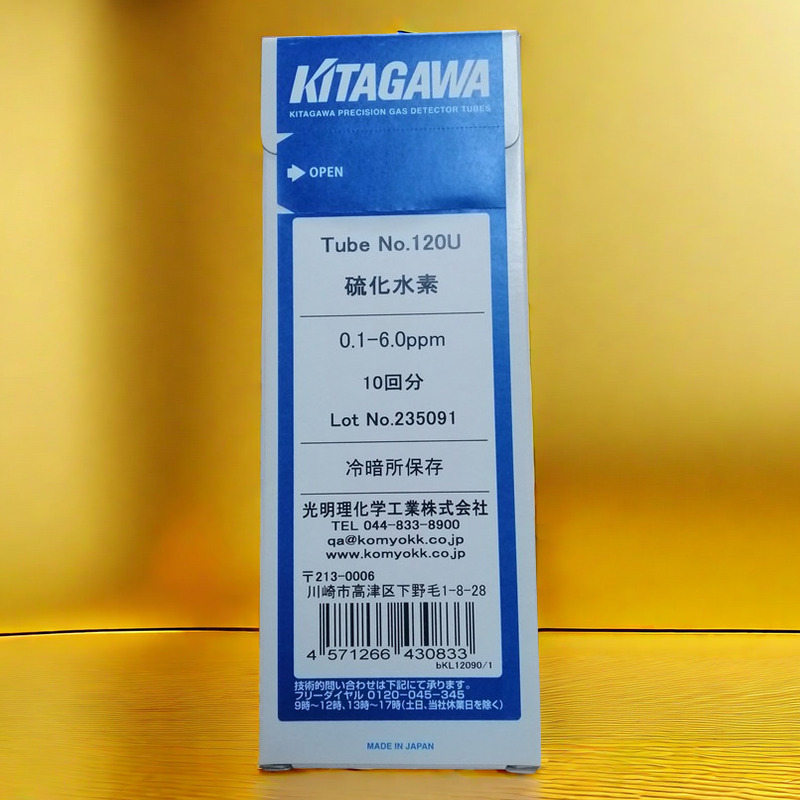 KITAGAWA
KITAGAWA PRECISION GAS DETECTOR TUBES
OPEN
Tube No.120U
硫化水素
0.1-6.0ppm
10回分
Lot No.235091
冷暗所保存
光明理化学工業株式会社
TEL 044-833-8900
qa@komyokk.co.jp
www.komyokk.co.jp
〒213-0006
川崎市高津区下野毛1-8-28
4 571266 430833
bKL12090/1
技術的問い合わせは下記にて承ります。
フリーダイヤル 0120-045-345
9時～12時、13時～17時(土日、当社休業日を除く)
MADE IN JAPAN